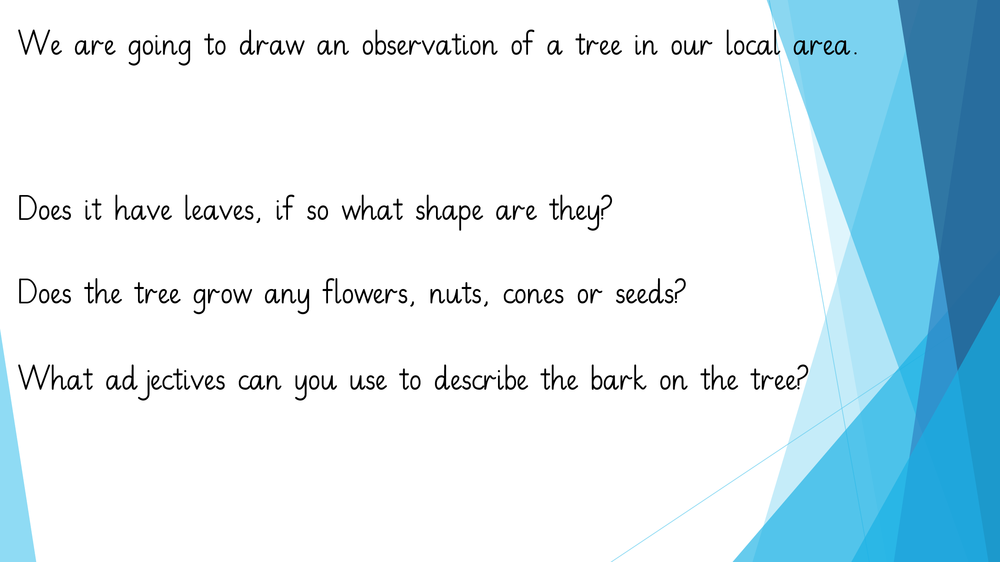 We are going to draw an observation of a tree in our local area.
Does it have leaves, if so what shape are they?
Does the tree grow any flowers, nuts, cones or seeds?
What adjectives can you use to describe the bark on the tree?